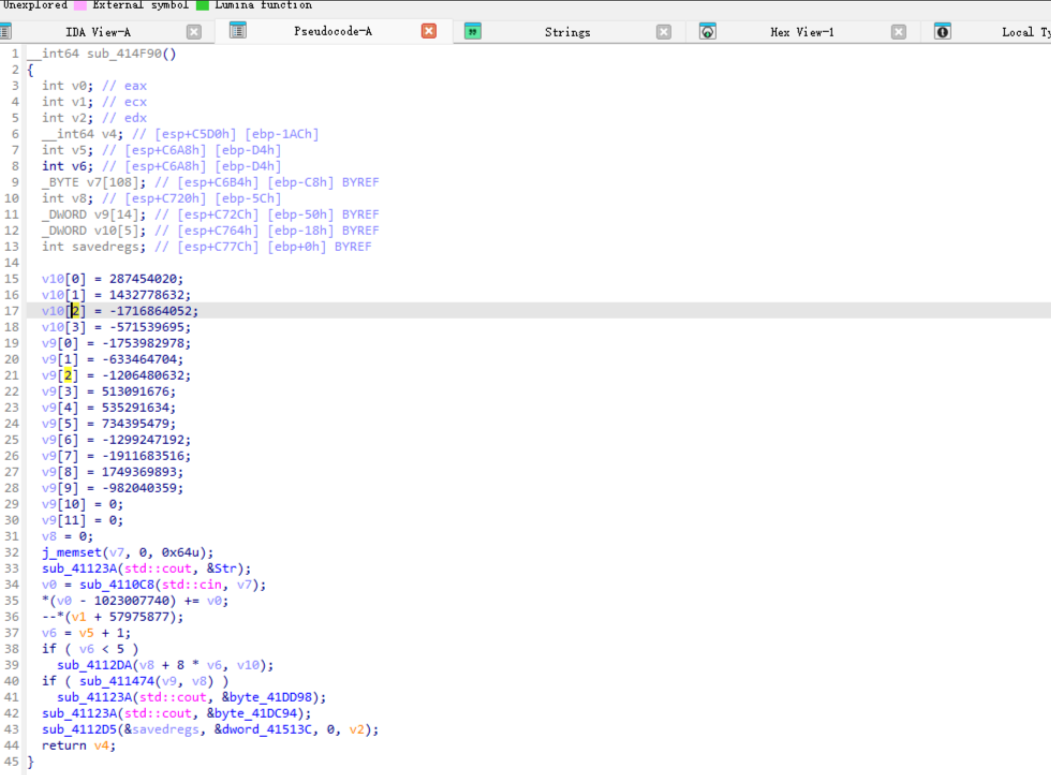 Unexplored External symbol Lumina function
IDA View-A Pseudocode-A Strings Hex View-1 Local Ty
1 __int64 sub_414F90()
2 {
3 int v0; // eax
4 int v1; // ecx
5 int v2; // edx
6 __int64 v4; // [esp+C5D0h] [ebp-1ACh]
7 int v5; // [esp+C6A8h] [ebp-D4h]
8 int v6; // [esp+C6A8h] [ebp-D4h]
9 _BYTE v7[108]; // [esp+C6B4h] [ebp-C8h] BYREF
10 int v8; // [esp+C720h] [ebp-5Ch]
11 _DWORD v9[14]; // [esp+C72Ch] [ebp-50h] BYREF
12 _DWORD v10[5]; // [esp+C764h] [ebp-18h] BYREF
13 int savedregs; // [esp+C77Ch] [ebp+0h] BYREF
14
15 v10[0] = 287454020;
16 v10[1] = 1432778632;
17 v10[2] = -1716864052;
18 v10[3] = -571539695;
19 v9[0] = -1753982978;
20 v9[1] = -633464704;
21 v9[2] = -1206480632;
22 v9[3] = 513091676;
23 v9[4] = 535291634;
24 v9[5] = 734395479;
25 v9[6] = -1299247192;
26 v9[7] = -1911683516;
27 v9[8] = 1749369893;
28 v9[9] = -982040359;
29 v9[10] = 0;
30 v9[11] = 0;
31 v8 = 0;
32 j_memset(v7, 0, 0x64u);
33 sub_41123A(std::cout, &Str);
34 v0 = sub_4110C8(std::cin, v7);
35 *(v0 - 1023007740) += v0;
36 --*(v1 + 57975877);
37 v6 = v5 + 1;
38 if ( v6 < 5 )
39 sub_4112DA(v8 + 8 * v6, v10);
40 if ( sub_411474(v9, v8) )
41 sub_41123A(std::cout, &byte_41DD98);
42 sub_41123A(std::cout, &byte_41DC94);
43 sub_4112D5(&savedregs, &dword_41513C, 0, v2);
44 return v4;
45 }